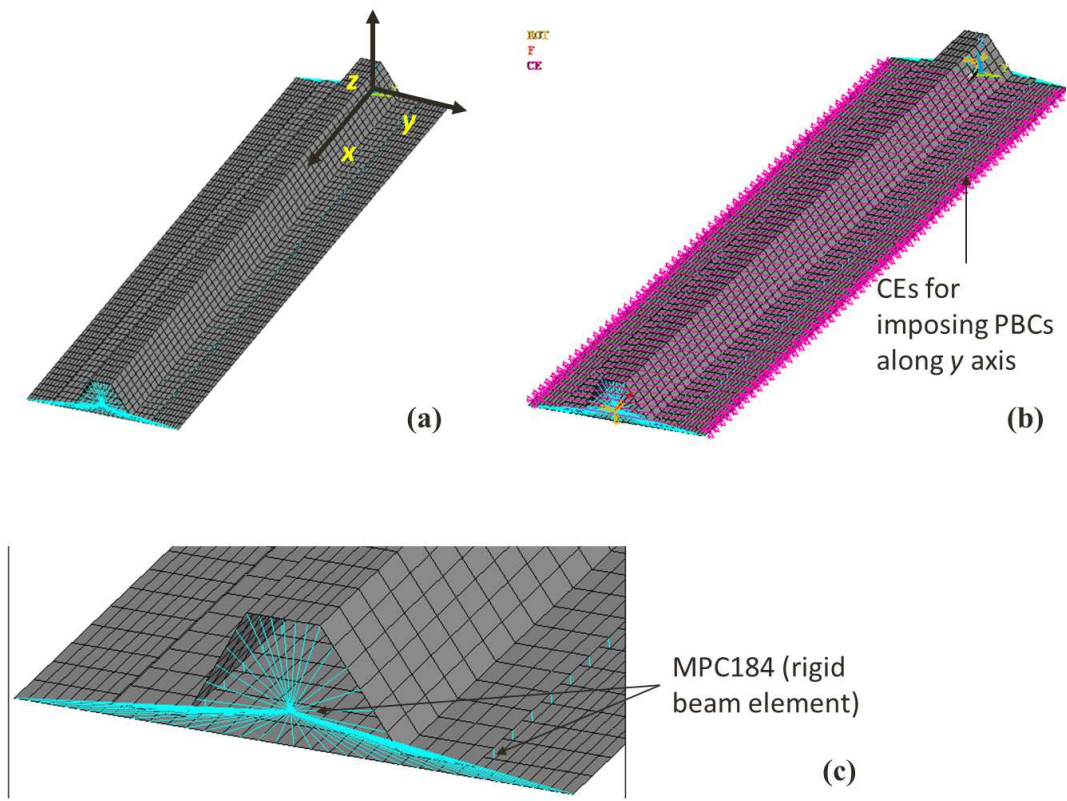 z
y
x
(a)
ROT
F
CE
CEs for
imposing PBCs
along y axis
(b)
MPC184 (rigid
beam element)
(c)